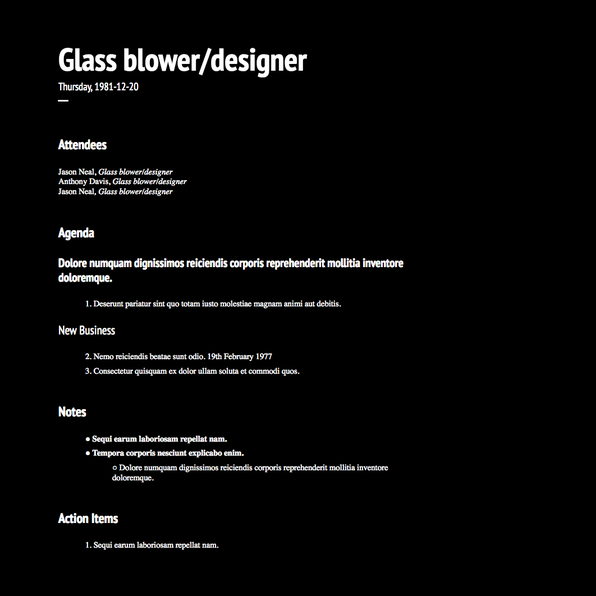 Glass blower/designer
Thursday, 1981-12-20
Attendees
Jason Neal, Glass blower/designer
Anthony Davis, Glass blower/designer
Jason Neal, Glass blower/designer
Agenda
Dolore numquam dignissimos reiciendis corporis reprehenderit mollitia inventore
doloremque.
1. Deserunt pariatur sint quo totam iusto molestiae magnam animi aut debitis.
New Business
2. Nemo reiciendis beatae sunt odio. 19th February 1977
3. Consectetur quisquam ex dolor ullam soluta et commodi quos.
Notes
● Sequi earum laboriosam repellat nam.
● Tempora corporis nesciunt explicabo enim.
○ Dolore numquam dignissimos reiciendis corporis reprehenderit mollitia inventore
doloremque.
Action Items
1. Sequi earum laboriosam repellat nam.